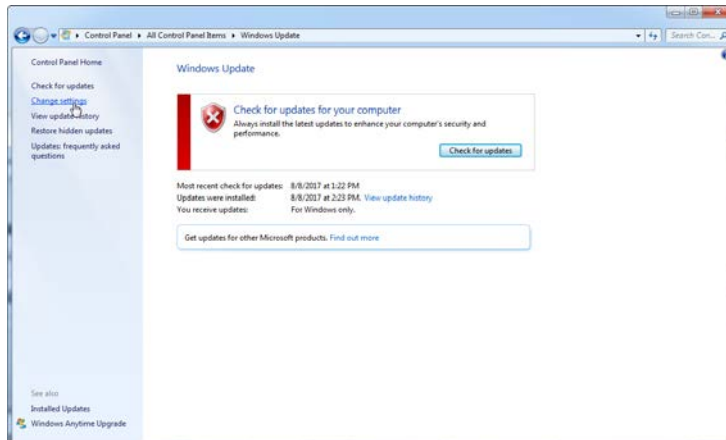 Control Panel ▸ All Control Panel Items ▸ Windows Update
Search Con...
Control Panel Home
Check for updates
Change settings
View update history
Restore hidden updates
Updates: frequently asked
questions
See also
Installed Updates
Windows Anytime Upgrade
Windows Update
Check for updates for your computer
Always install the latest updates to enhance your computer's security and
performance.
Check for updates
Most recent check for updates: 8/8/2017 at 1:22 PM
Updates were installed: 8/8/2017 at 2:23 PM. View update history
You receive updates: For Windows only.
Get updates for other Microsoft products. Find out more